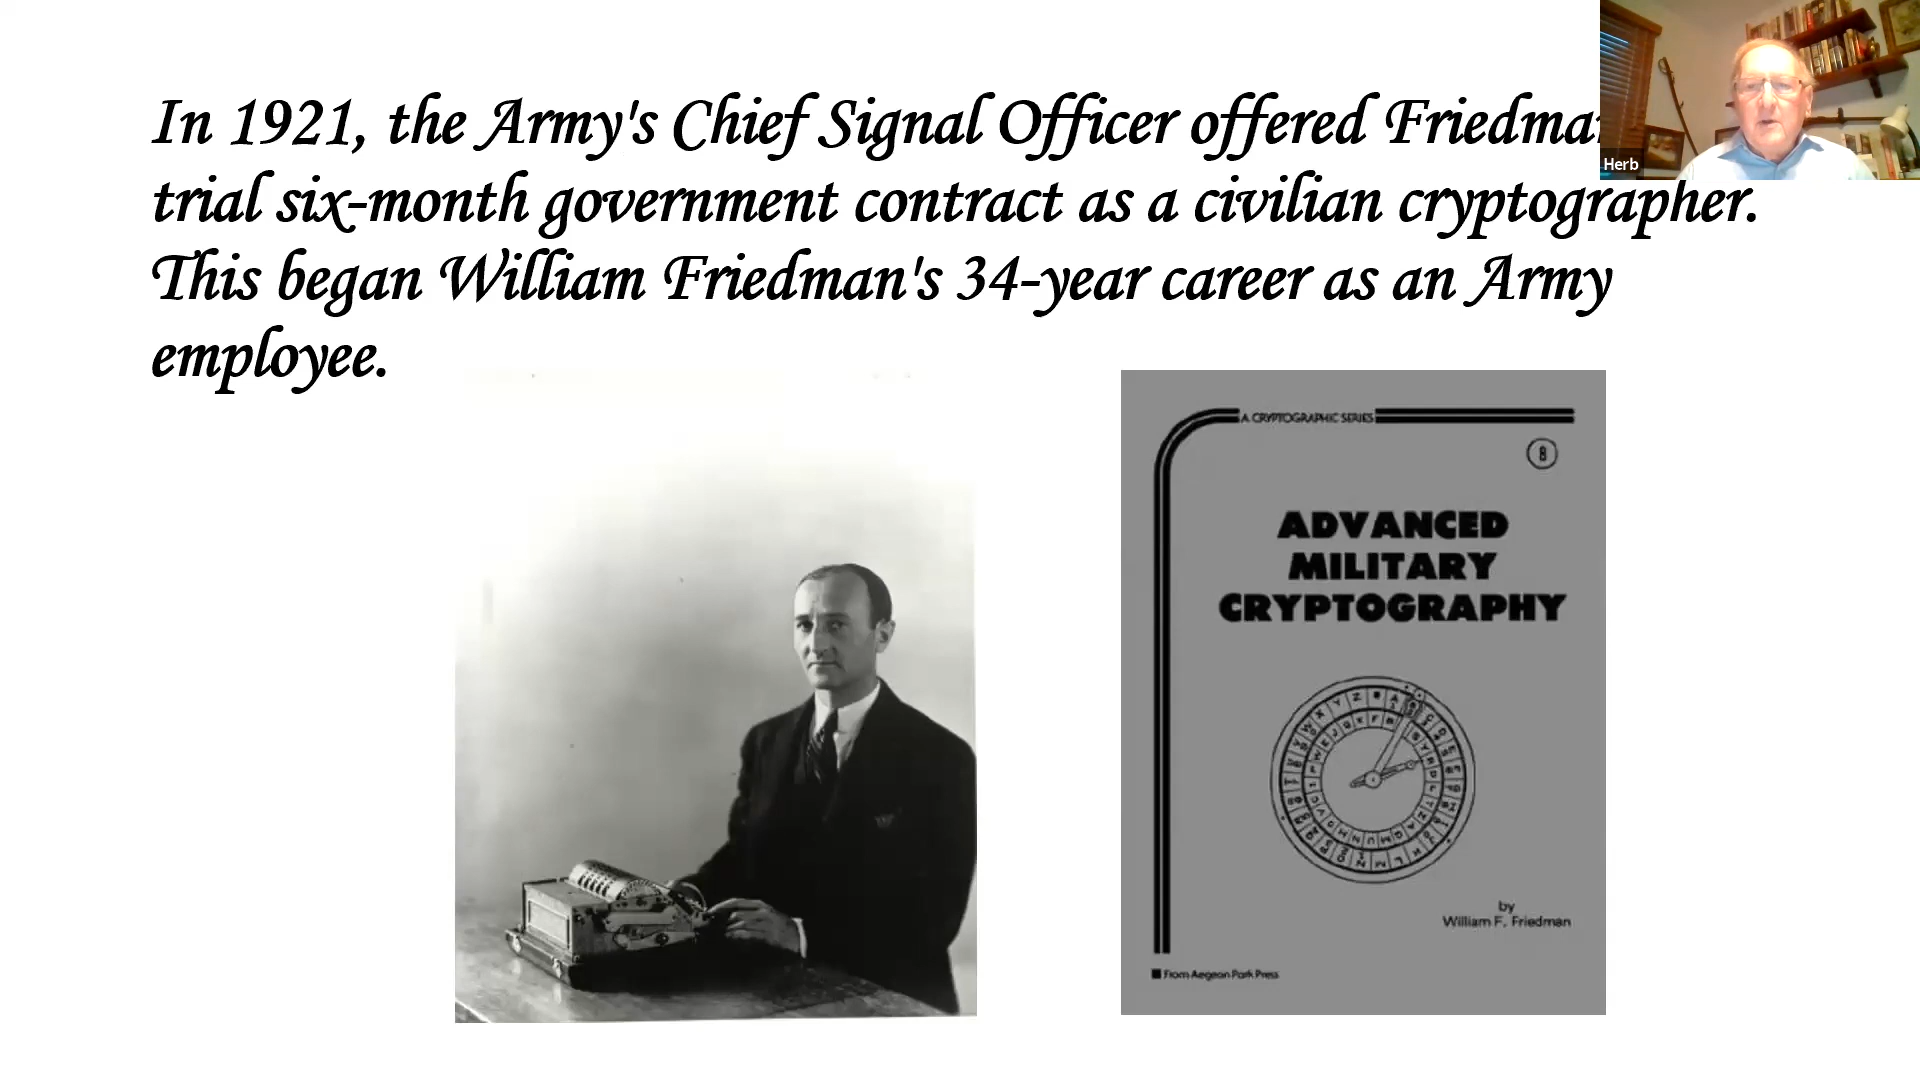 In 1921, the Army's Chief Signal Officer offered
trial six-month government contract as a civilian cryptographer.
This began William Friedman's 34-year career as an Army
employee.
Herb
A CRYPTOGRAPHIC SERIES
8
ADVANCED
MILITARY
CRYPTOGRAPHY
by
William F. Friedman
From Aegean Park Press